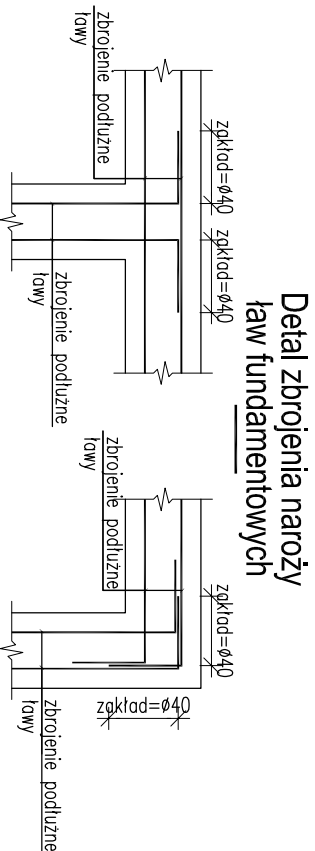 Detal zbrojenia naroży
ław fundamentowych
zakład=ø40
zakład=ø40
zbrojenie podłużne
ławy
zbrojenie podłużne
ławy
zakład=ø40
zakład=ø40
zbrojenie podłużne
ławy
zbrojenie podłużne
ławy